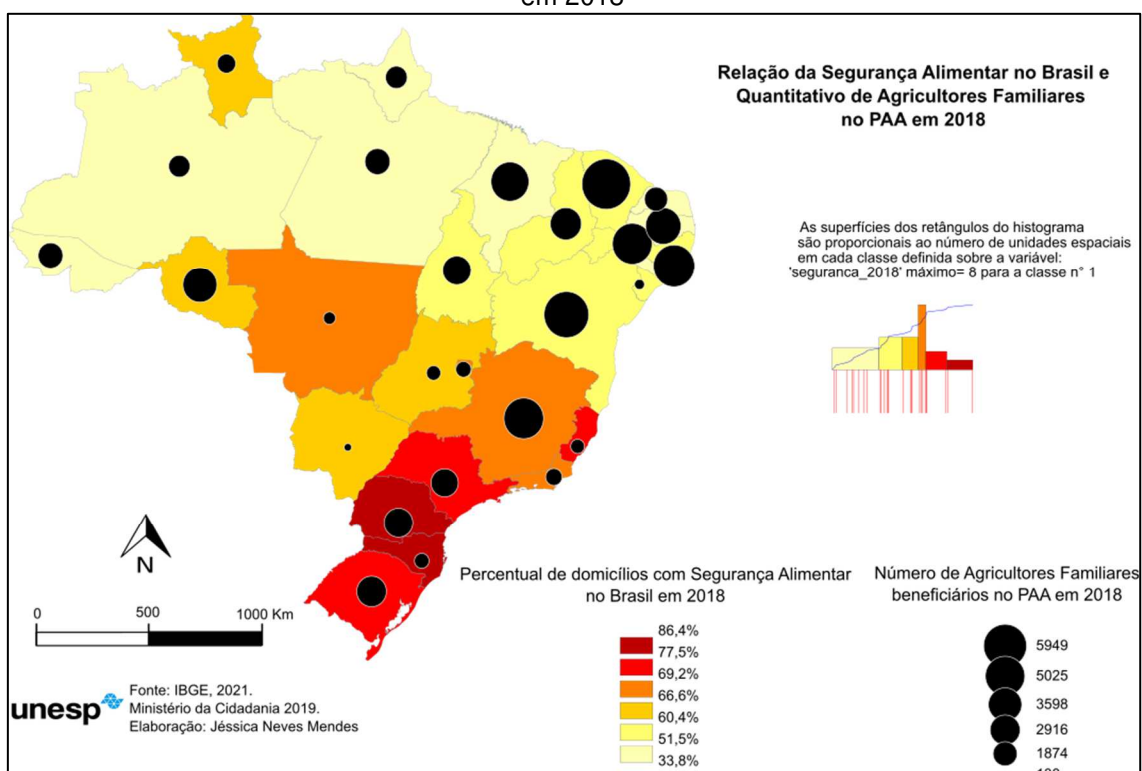 em 2018
Relação da Segurança Alimentar no Brasil e
Quantitativo de Agricultores Familiares
no PAA em 2018
As superfícies dos retângulos do histograma
são proporcionais ao número de unidades espaciais
em cada classe definida sobre a variável:
'seguranca_2018' máximo= 8 para a classe n° 1
N
0 500 1000 Km
unesp
Fonte: IBGE, 2021.
Ministério da Cidadania 2019.
Elaboração: Jéssica Neves Mendes
Percentual de domicílios com Segurança Alimentar
no Brasil em 2018
86,4%
77,5%
69,2%
66,6%
60,4%
51,5%
33,8%
Número de Agricultores Familiares
beneficiários no PAA em 2018
5949
5025
3598
2916
1874